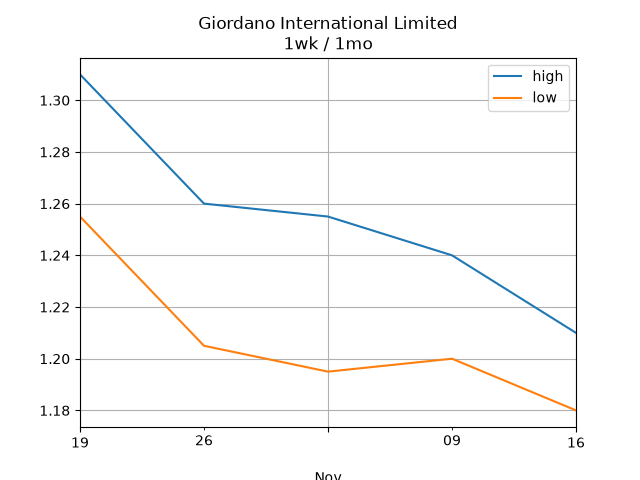 Giordano International Limited
1wk / 1mo
high
low
1.30
1.28
1.26
1.24
1.22
1.20
1.18
19
26
09
16
Nov